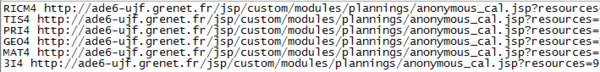 RICM4 http://ade6-ujf.grenet.fr/jsp/custom/modules/plannings/anonymous_cal.jsp?resources=
TIS4 http://ade6-ujf.grenet.fr/jsp/custom/modules/plannings/anonymous_cal.jsp?resources=
PRI4 http://ade6-ujf.grenet.fr/jsp/custom/modules/plannings/anonymous_cal.jsp?resources=
GEO4 http://ade6-ujf.grenet.fr/jsp/custom/modules/plannings/anonymous_cal.jsp?resources=
MAT4 http://ade6-ujf.grenet.fr/jsp/custom/modules/plannings/anonymous_cal.jsp?resources=
3I4 http://ade6-ujf.grenet.fr/jsp/custom/modules/plannings/anonymous_cal.jsp?resources=9